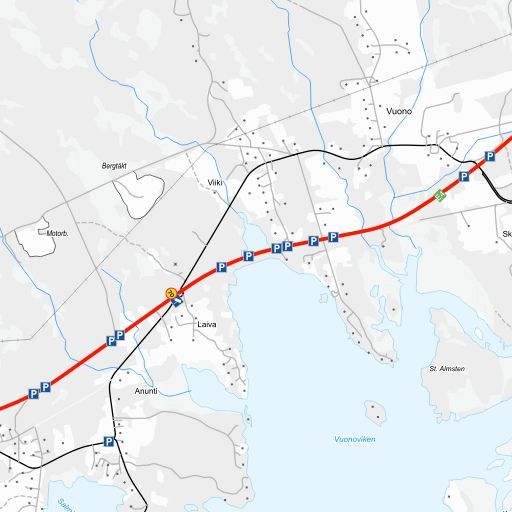 Vuono
Bergtäkt
Viiki
Motorb.
Sk
Laiva
St. Almsten
Anunti
Vuonoviken
P
P
P
P
P
P
P
P
P
P
P
P
P
P